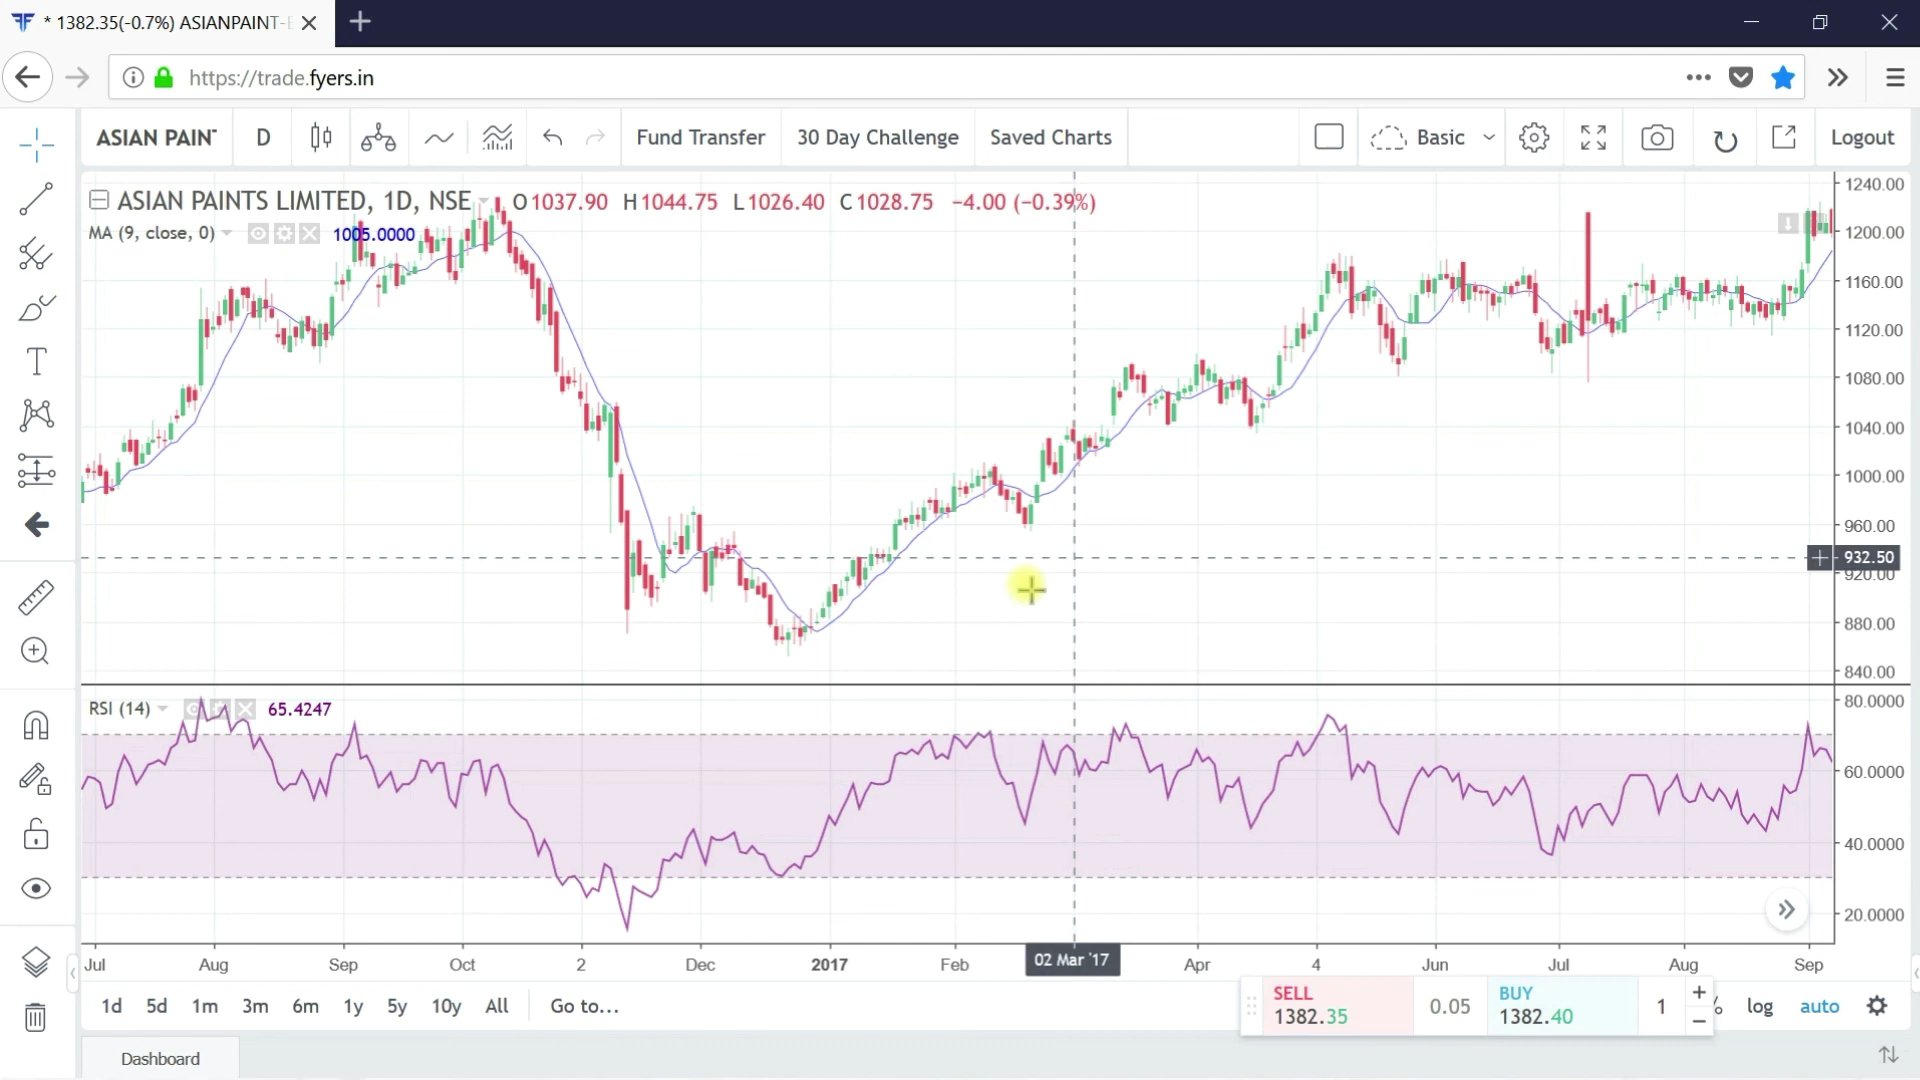 * 1382.35(-0.7%) ASIANPAINT-E
https://trade.fyers.in
ASIAN PAIN
D
Fund Transfer
30 Day Challenge
Saved Charts
Basic
Logout
ASIAN PAINTS LIMITED, 1D, NSE O1037.90 H1044.75 L1026.40 C1028.75 −4.00 (−0.39%)
MA (9, close, 0) 1005.0000
1240.00
1200.00
1160.00
1120.00
1080.00
1040.00
1000.00
960.00
932.50
920.00
880.00
840.00
RSI (14) 65.4247
80.0000
60.0000
40.0000
20.0000
Jul Aug Sep Oct 2 Dec 2017 Feb 02 Mar '17 Apr 4 Jun Jul Aug Sep
1d 5d 1m 3m 6m 1y 5y 10y All Go to...
SELL
1382.35
0.05
BUY
1382.40
1
% log auto
Dashboard